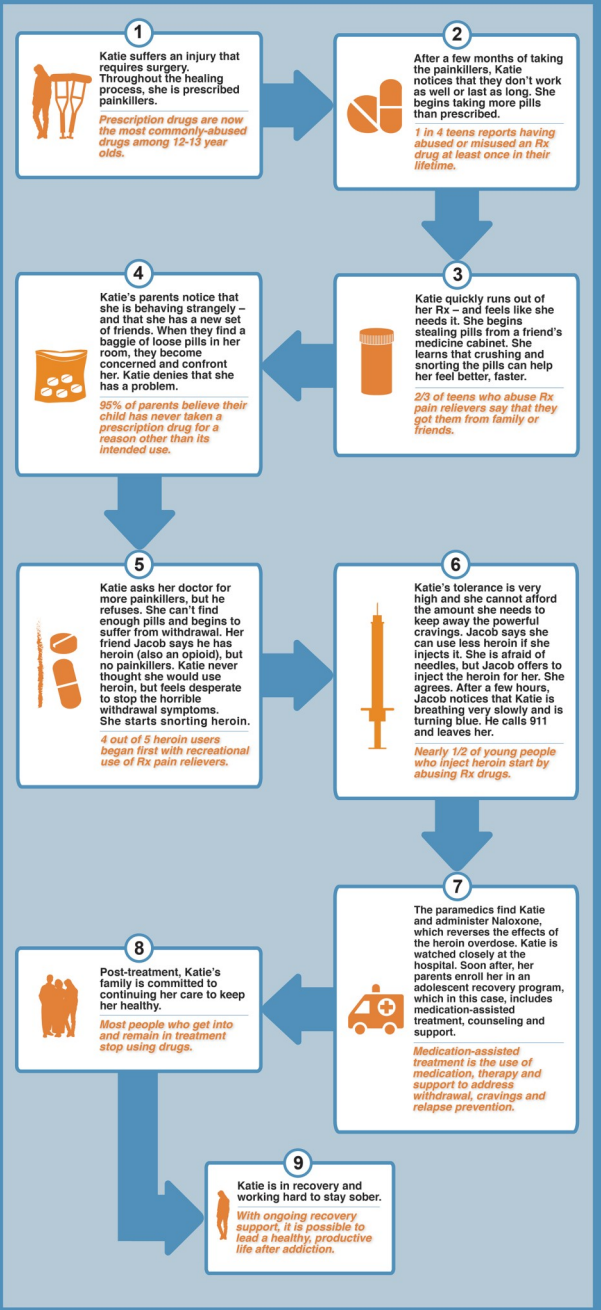 1
Katie suffers an injury that
requires surgery.
Throughout the healing
process, she is prescribed
painkillers.
Prescription drugs are now
the most commonly-abused
drugs among 12-13 year
olds.
2
After a few months of taking
the painkillers, Katie
notices that they don't work
as well or last as long. She
begins taking more pills
than prescribed.
1 in 4 teens reports having
abused or misused an Rx
drug at least once in their
lifetime.
3
Katie quickly runs out of
her Rx – and feels like she
needs it. She begins
stealing pills from a friend's
medicine cabinet. She
learns that crushing and
snorting the pills can help
her feel better, faster.
2/3 of teens who abuse Rx
pain relievers say that they
got them from family or
friends.
4
Katie's parents notice that
she is behaving strangely –
and that she has a new set
of friends. When they find a
baggie of loose pills in her
room, they become
concerned and confront
her. Katie denies that she
has a problem.
95% of parents believe their
child has never taken a
prescription drug for a
reason other than its
intended use.
5
Katie asks her doctor for
more painkillers, but he
refuses. She can't find
enough pills and begins to
suffer from withdrawal. Her
friend Jacob says he has
heroin (also an opioid), but
no painkillers. Katie never
thought she would use
heroin, but feels desperate
to stop the horrible
withdrawal symptoms.
She starts snorting heroin.
4 out of 5 heroin users
began first with recreational
use of Rx pain relievers.
6
Katie's tolerance is very
high and she cannot afford
the amount she needs to
keep away the powerful
cravings. Jacob says she
can use less heroin if she
injects it. She is afraid of
needles, but Jacob offers to
inject the heroin for her. She
agrees. After a few hours,
Jacob notices that Katie is
breathing very slowly and is
turning blue. He calls 911
and leaves her.
Nearly 1/2 of young people
who inject heroin start by
abusing Rx drugs.
7
The paramedics find Katie
and administer Naloxone,
which reverses the effects of
the heroin overdose. Katie is
watched closely at the
hospital. Soon after, her
parents enroll her in an
adolescent recovery program,
which in this case, includes
medication-assisted
treatment, counseling and
support.
Medication-assisted
treatment is the use of
medication, therapy and
support to address
withdrawal, cravings and
relapse prevention.
8
Post-treatment, Katie's
family is committed to
continuing her care to keep
her healthy.
Most people who get into
and remain in treatment
stop using drugs.
9
Katie is in recovery and
working hard to stay sober.
With ongoing recovery
support, it is possible to
lead a healthy, productive
life after addiction.